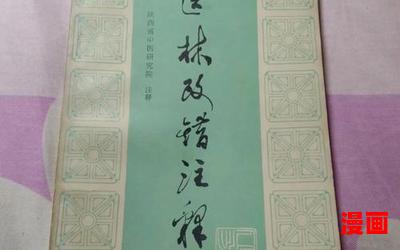 医林改错注释
陕西省中医研究院 注释
漫画